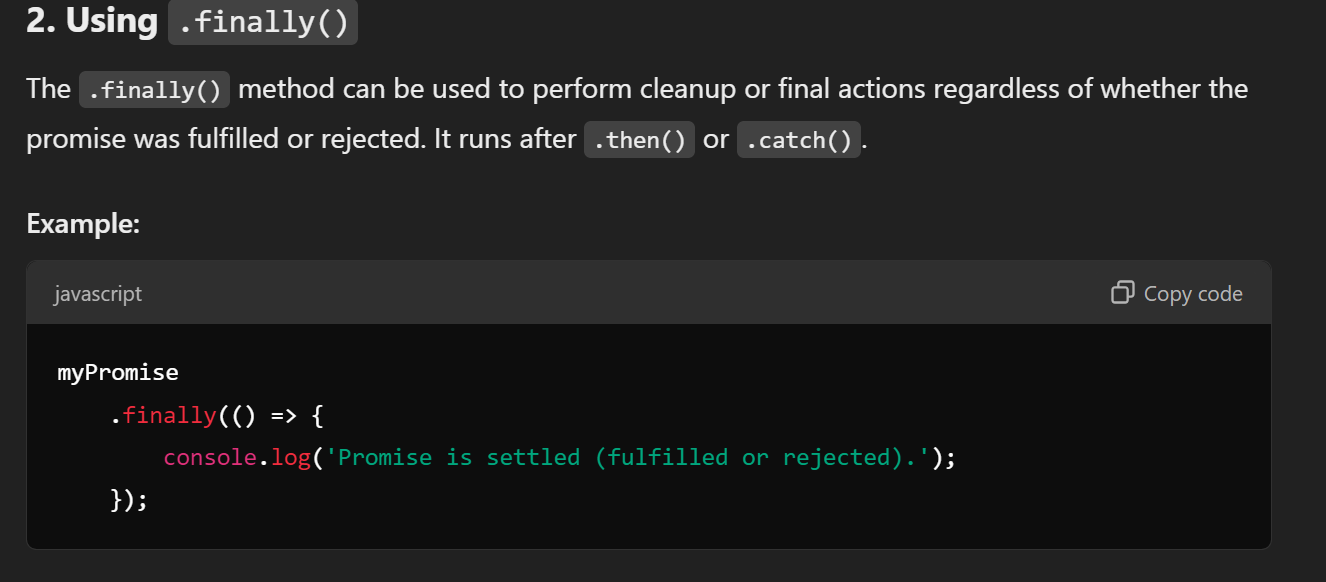 2. Using .finally()
The .finally() method can be used to perform cleanup or final actions regardless of whether the
promise was fulfilled or rejected. It runs after .then() or .catch().
Example:
javascript Copy code
myPromise
    .finally(() => {
        console.log('Promise is settled (fulfilled or rejected).');
    });